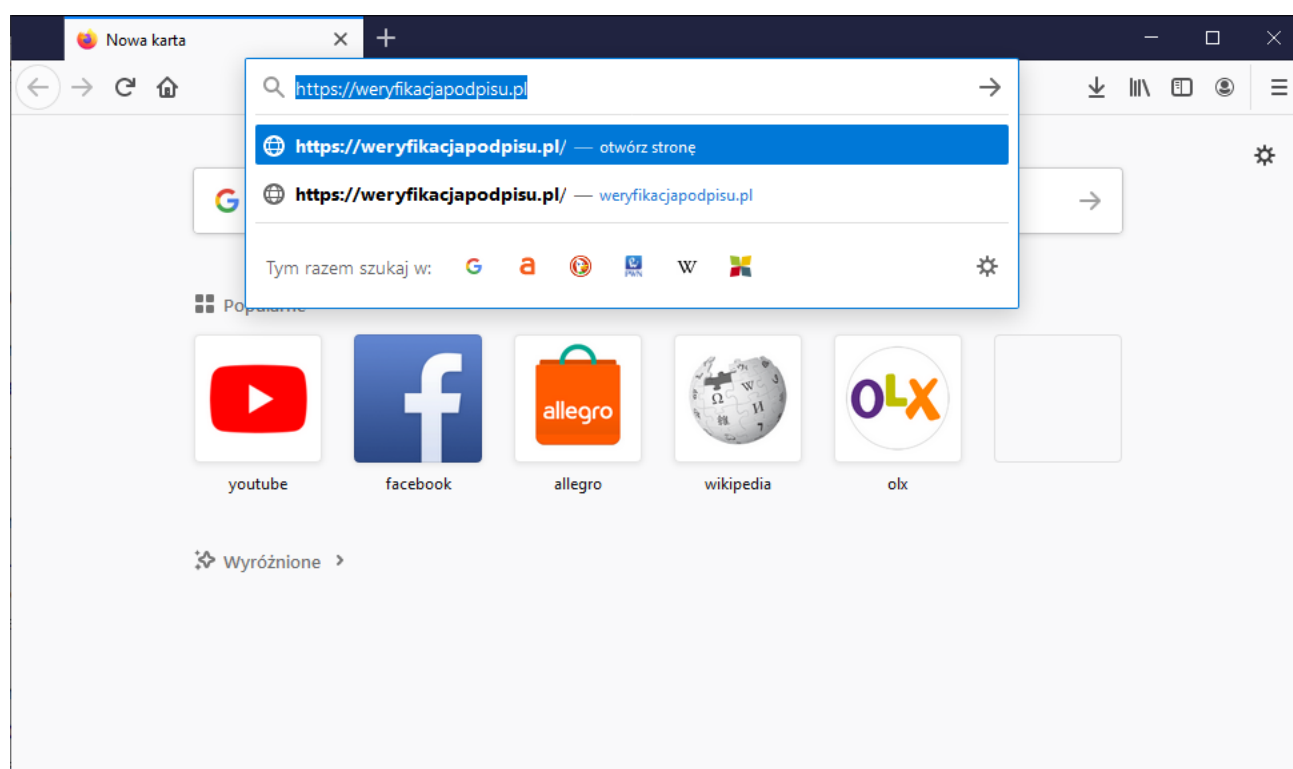 Nowa karta
https://weryfikacjapodpisu.pl
https://weryfikacjapodpisu.pl/ — otwórz stronę
https://weryfikacjapodpisu.pl/ — weryfikacjapodpisu.pl
G
Tym razem szukaj w: G a PWN W
allegro
OLX
youtube facebook allegro wikipedia olx
Wyróżnione